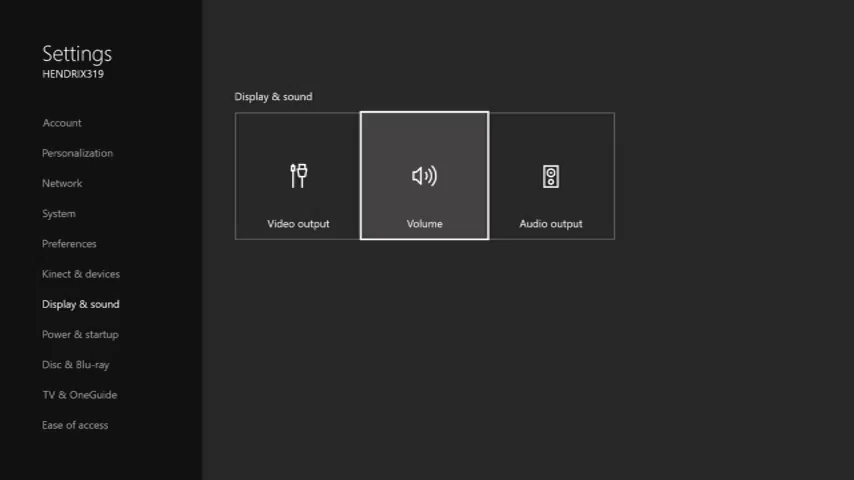 Settings
HENDRIX319
Account
Personalization
Network
System
Preferences
Kinect & devices
Display & sound
Power & startup
Disc & Blu-ray
TV & OneGuide
Ease of access
Display & sound
Video output
Volume
Audio output